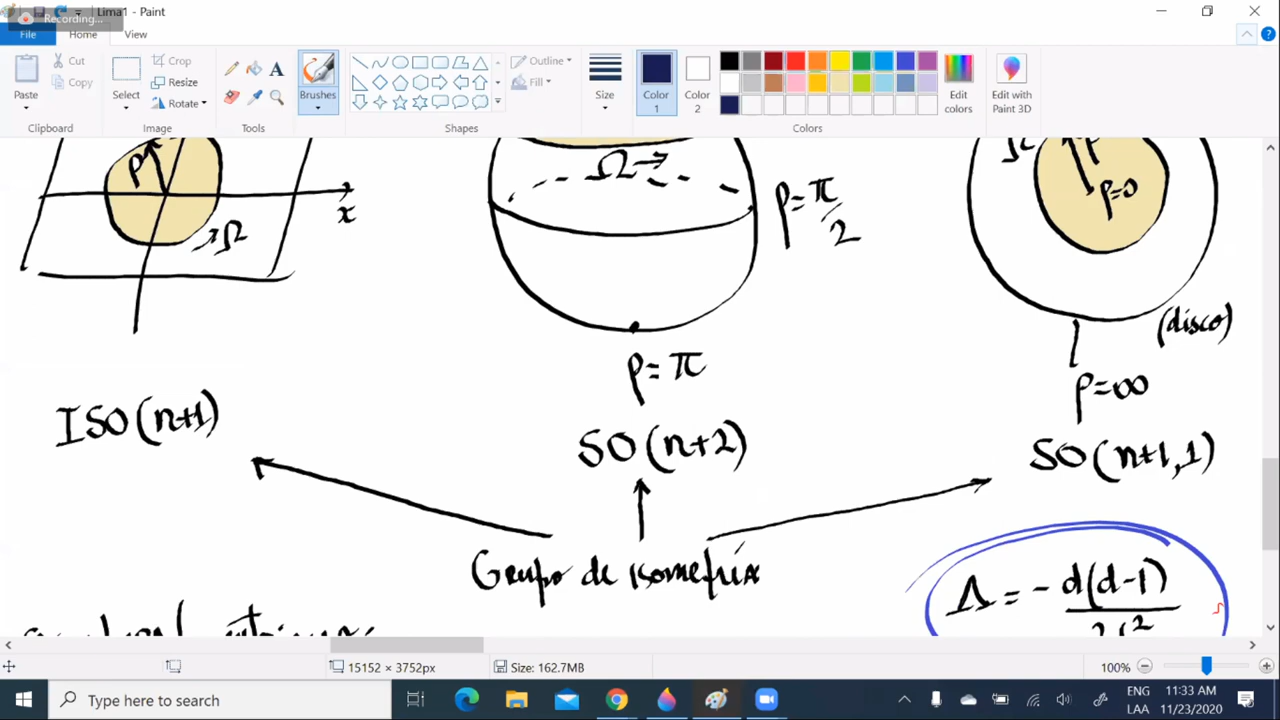 Recording...
Lima1 - Paint
File
Home
View
Paste
Cut
Copy
Clipboard
Select
Crop
Resize
Rotate
Image
Tools
Brushes
Shapes
Outline
Fill
Size
Color 1
Color 2
Edit colors
Colors
Edit with Paint 3D
ρ
x
Ω
Ω
ρ=π/2
ρ=π
Ω
ρ
ρ=0
(disco)
ρ=∞
ISO(n+1)
SO(n+2)
SO(n+1,1)
Grupo de isometría
Λ = - d(d-1)
15152 × 3752px
Size: 162.7MB
100%
Type here to search
ENG
LAA
11:33 AM
11/23/2020